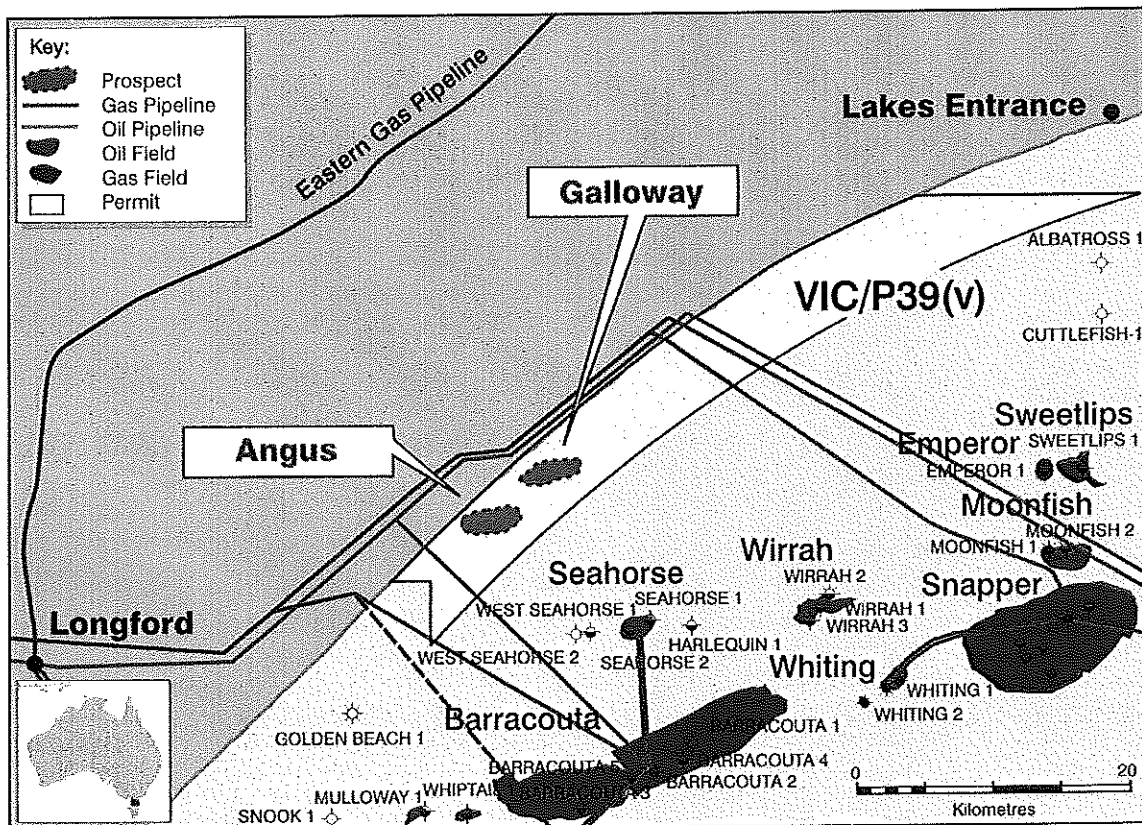 Key:
Prospect
Gas Pipeline
Oil Pipeline
Oil Field
Gas Field
Permit
Eastern Gas Pipeline
Lakes Entrance
Galloway
ALBATROSS 1
VIC/P39(v)
CUTTLEFISH-1
Angus
Sweetlips
SWEETLIPS 1
Emperor
EMPEROR 1
Moonfish
MOONFISH 2
MOONFISH 1
Wirrah
WIRRAH 2
WIRRAH 1
WIRRAH 3
Snapper
Seahorse
SEAHORSE 1
WEST SEAHORSE 1
HARLEQUIN 1
WEST SEAHORSE 2
SEAHORSE 2
Longford
Whiting
WHITING 1
WHITING 2
Barracouta
BARRACOUTA 1
GOLDEN BEACH 1
BARRACOUTA 4
BARRACOUTA
BARRACOUTA 2
BARRACOUTA 3
MULLOWAY 1
WHIPTAIL
SNOOK 1
0 20
Kilometres